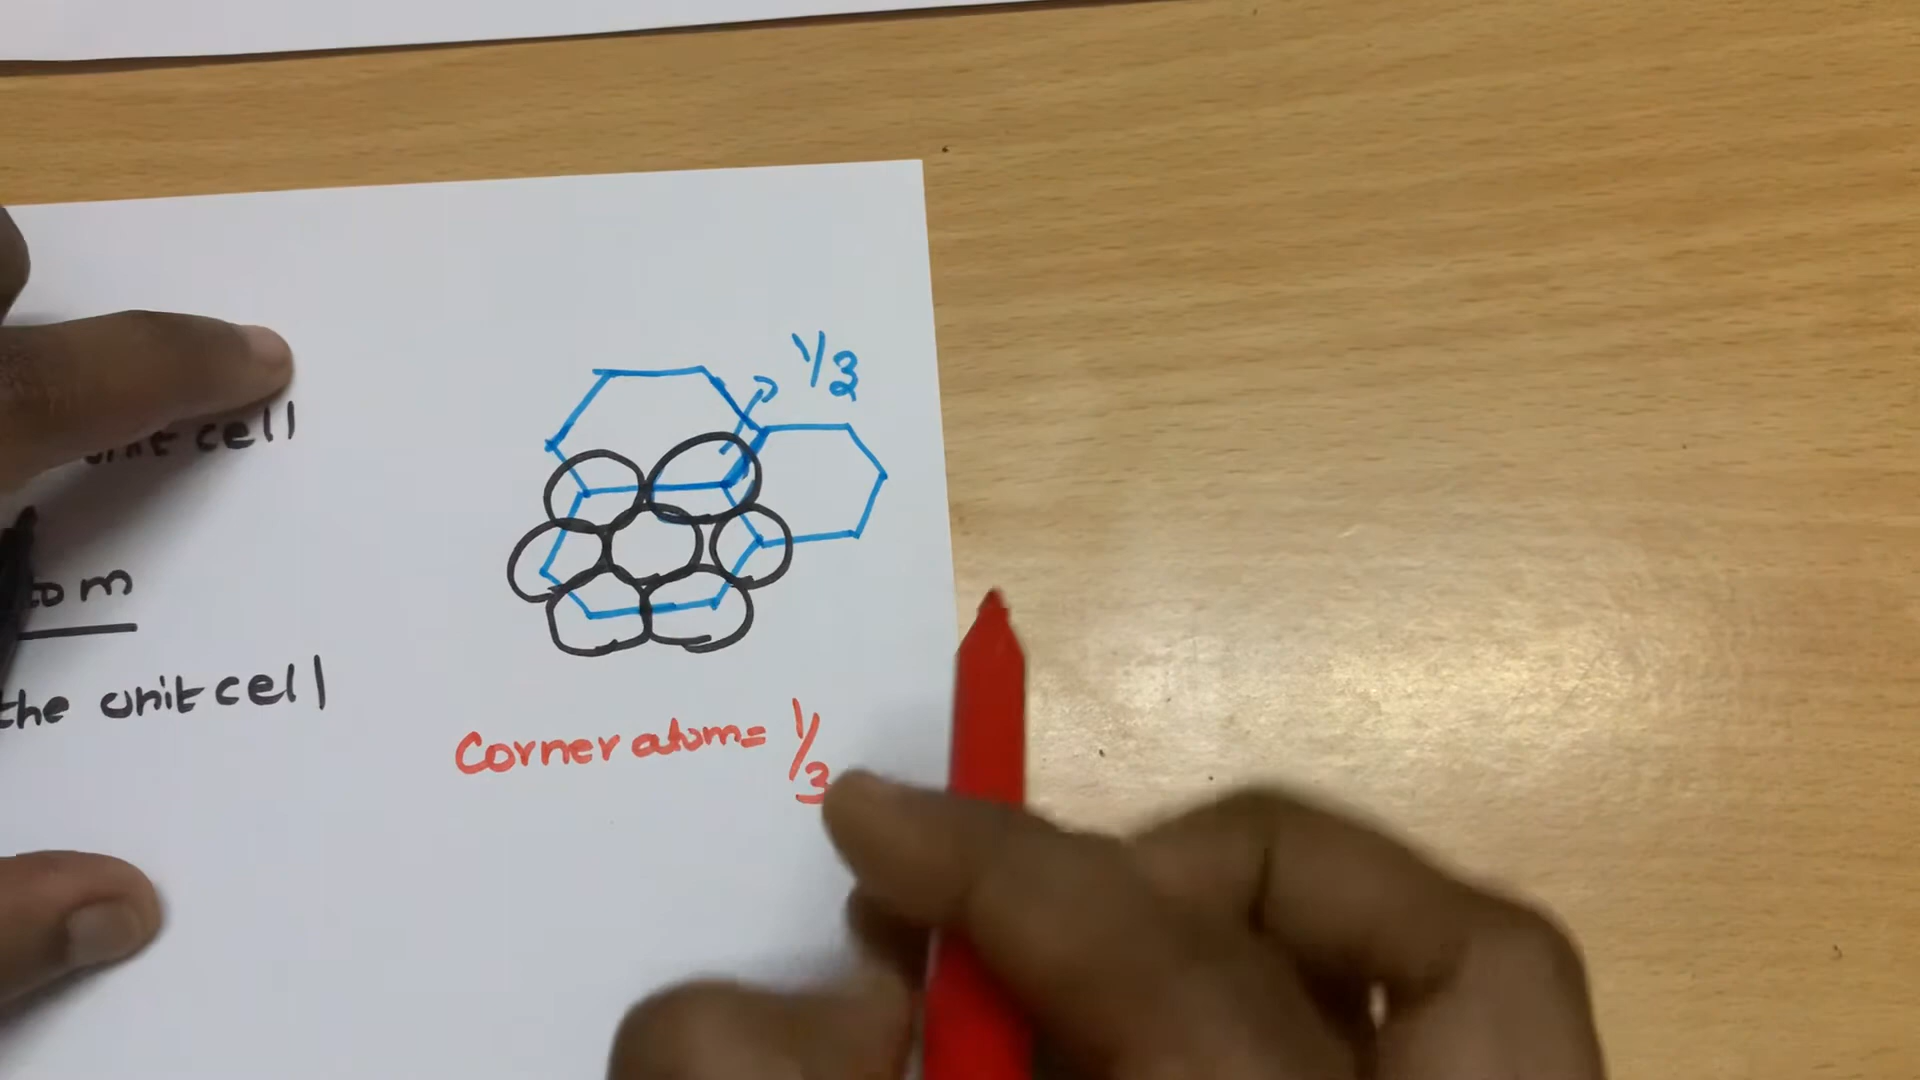 1/3
unit cell
tom
the unit cell
Corner atom= 1/3